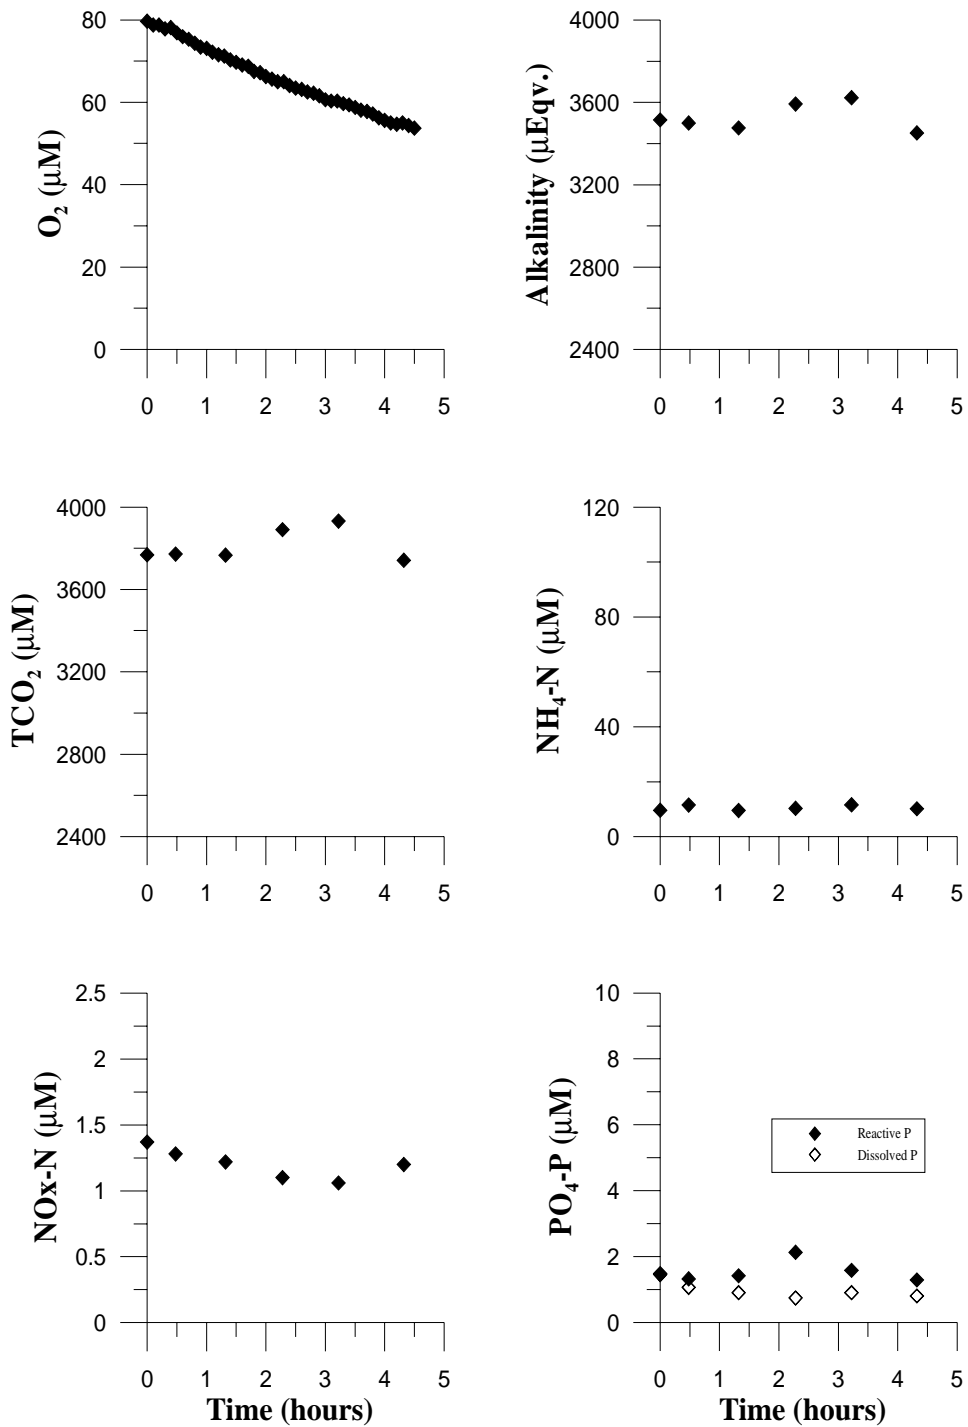 80
60
40
20
0
O₂ (µM)
0 1 2 3 4 5
4000
3600
3200
2800
2400
Alkalinity (µEqv.)
0 1 2 3 4 5
4000
3600
3200
2800
2400
TCO₂ (µM)
0 1 2 3 4 5
120
80
40
0
NH₄-N (µM)
0 1 2 3 4 5
2.5
2
1.5
1
0.5
0
NOx-N (µM)
0 1 2 3 4 5
Time (hours)
10
8
6
4
2
0
PO₄-P (µM)
Reactive P
Dissolved P
0 1 2 3 4 5
Time (hours)